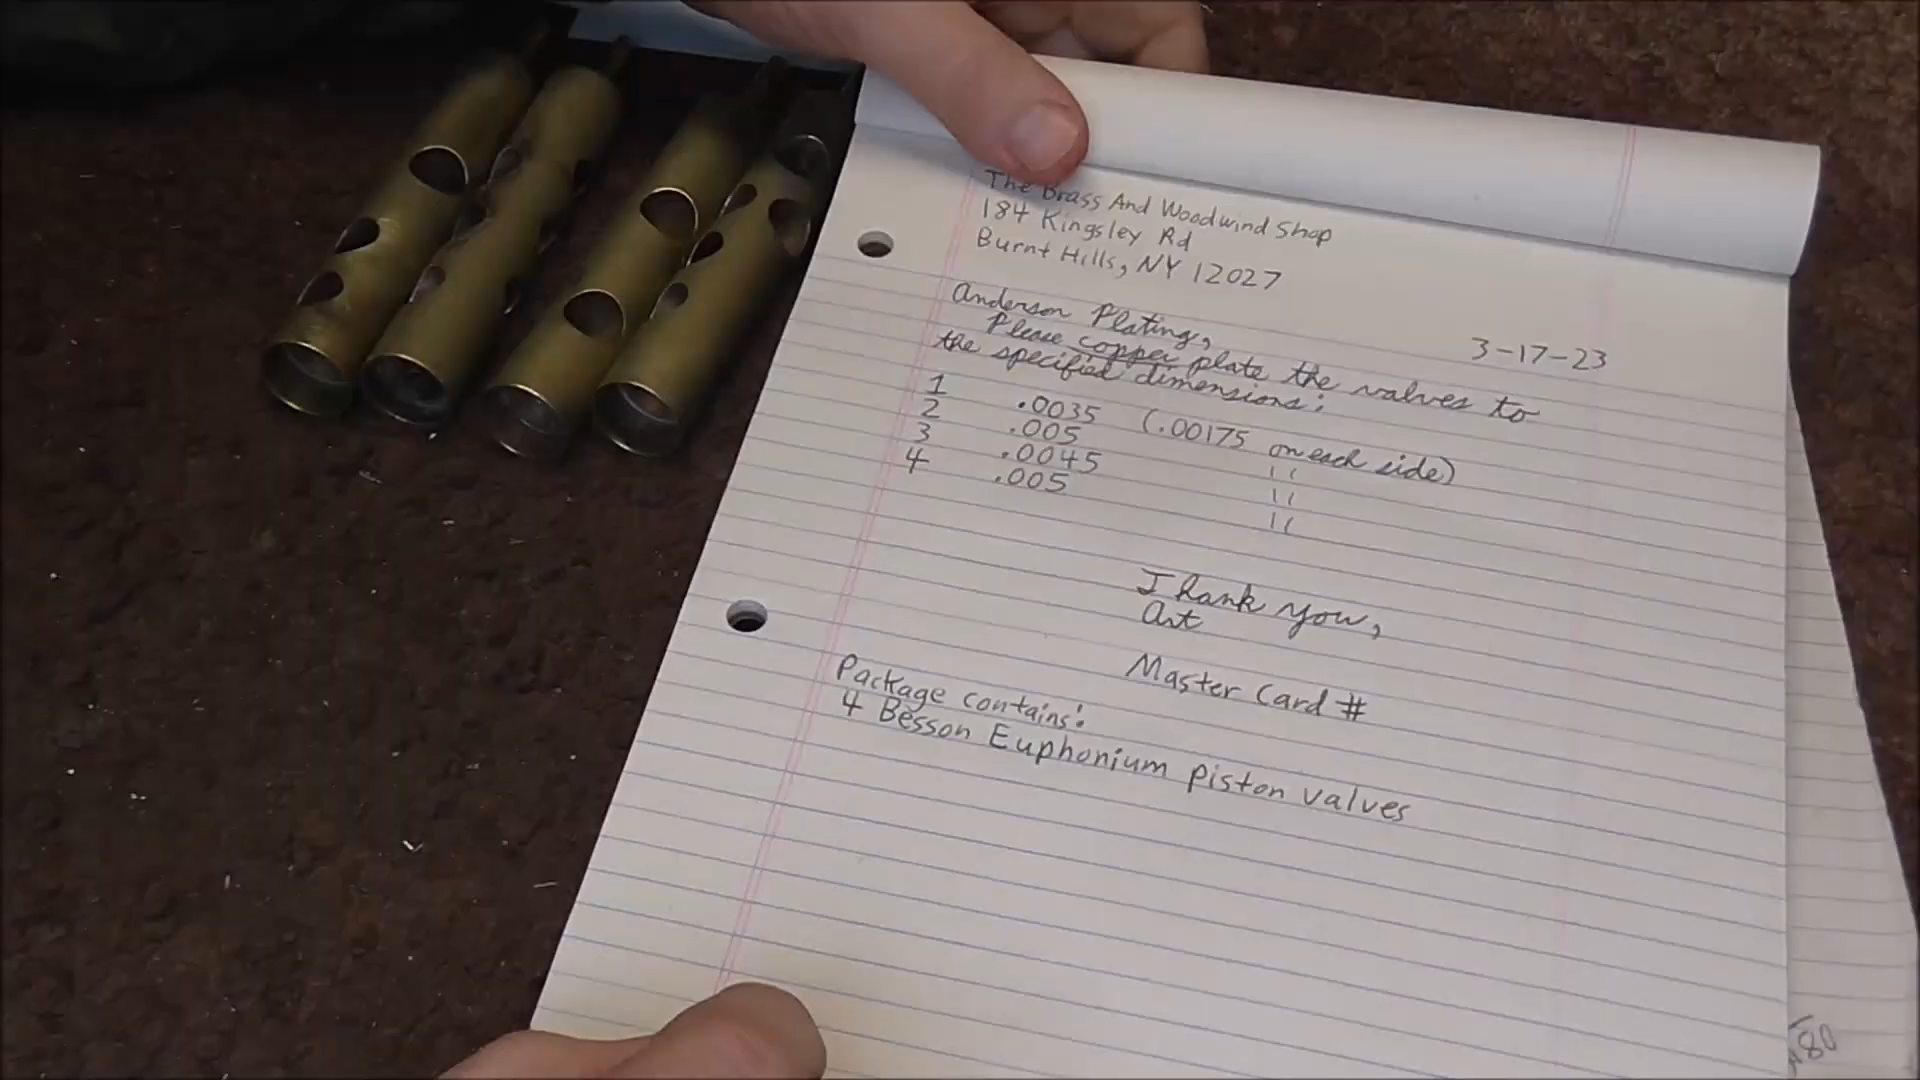 The Brass And Woodwind Shop
184 Kingsley Rd
Burnt Hills, NY 12027
3-17-23
Anderson Plating,
Please copper plate the valves to
the specified dimensions:
1 .0035 (.00175 on each side)
2 .005 "
3 .0045 "
4 .005 "
Thank you,
Art
Master Card #
Package contains:
4 Besson Euphonium piston valves
80